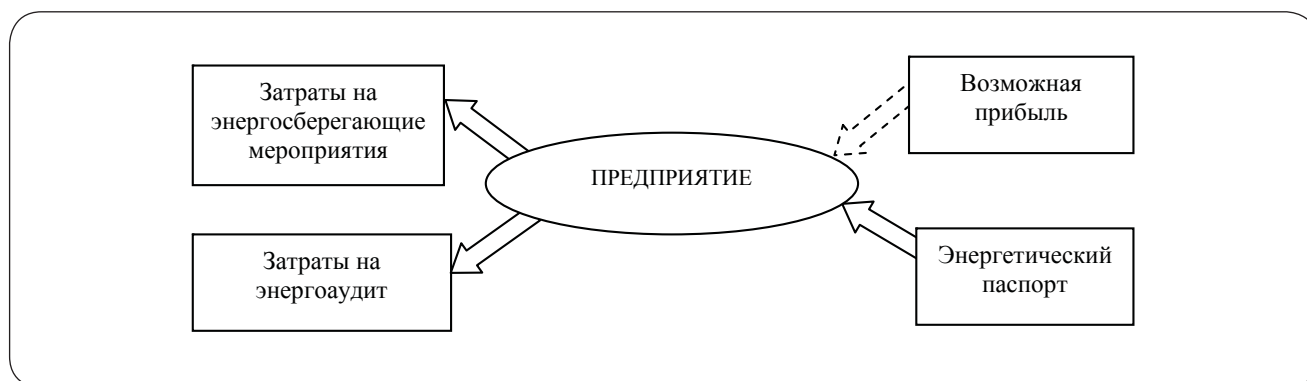 Затраты на
энергосберегающие
мероприятия
Возможная
прибыль
ПРЕДПРИЯТИЕ
Затраты на
энергоаудит
Энергетический
паспорт